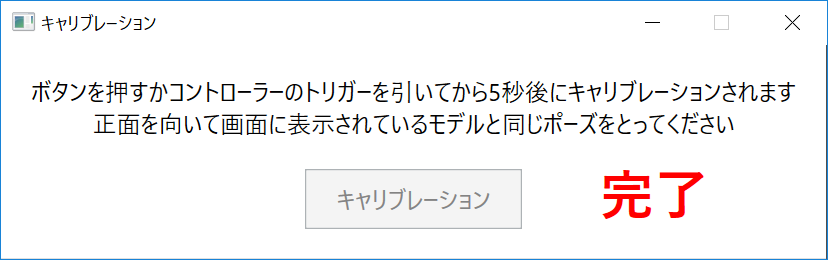 キャリブレーション
ボタンを押すかコントローラーのトリガーを引いてから5秒後にキャリブレーションされます
正面を向いて画面に表示されているモデルと同じポーズをとってください
キャリブレーション
完了